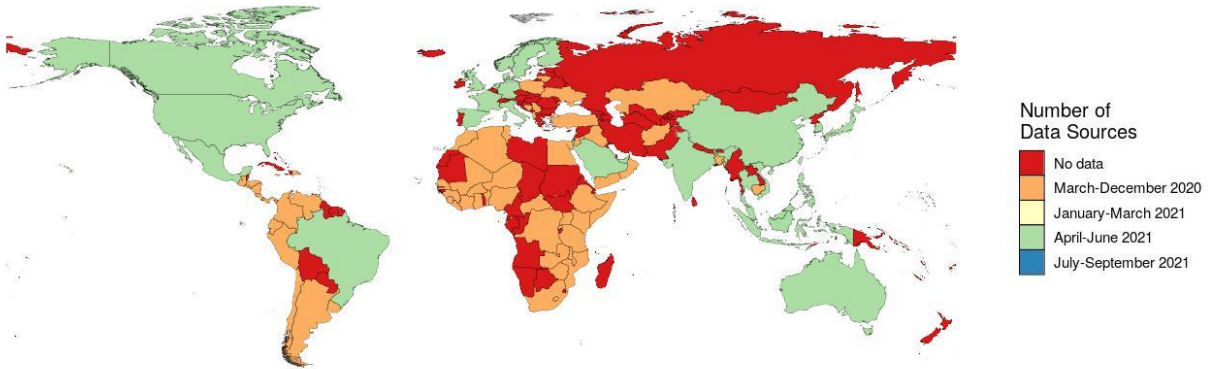 Number of
Data Sources
No data
March-December 2020
January-March 2021
April-June 2021
July-September 2021